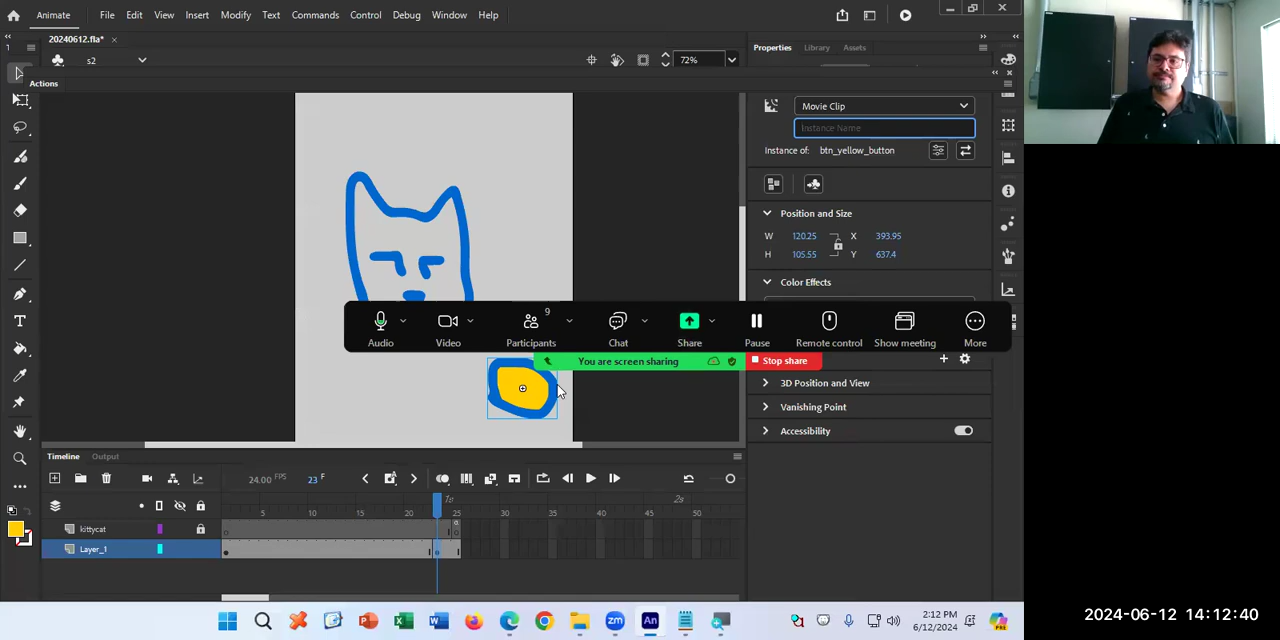 Animate File Edit View Insert Modify Text Commands Control Debug Window Help
20240612.fla* ×
1
s2
72%
Properties Library Assets
Actions
Movie Clip
Instance Name
Instance of: btn_yellow_button
Position and Size
W 120.25 X 393.95
H 105.55 Y 637.4
Color Effects
9
Audio Video Participants Chat Share Pause Remote control Show meeting More
You are screen sharing Stop share
3D Position and View
Vanishing Point
Accessibility
Timeline Output
24.00 FPS 23 F
1s 2s
5 10 15 20 25 30 35 40 45 50
kittycat
Layer_1
2:12 PM
6/12/2024
2024-06-12 14:12:40